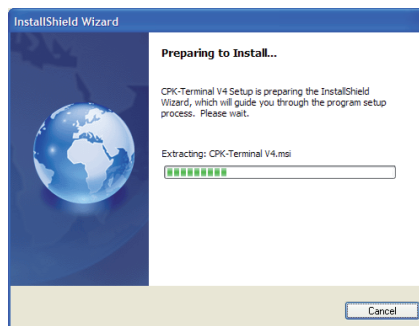 InstallShield Wizard
Preparing to Install...
CPK-Terminal V4 Setup is preparing the InstallShield
Wizard, which will guide you through the program setup
process. Please wait.
Extracting: CPK-Terminal V4.msi
Cancel